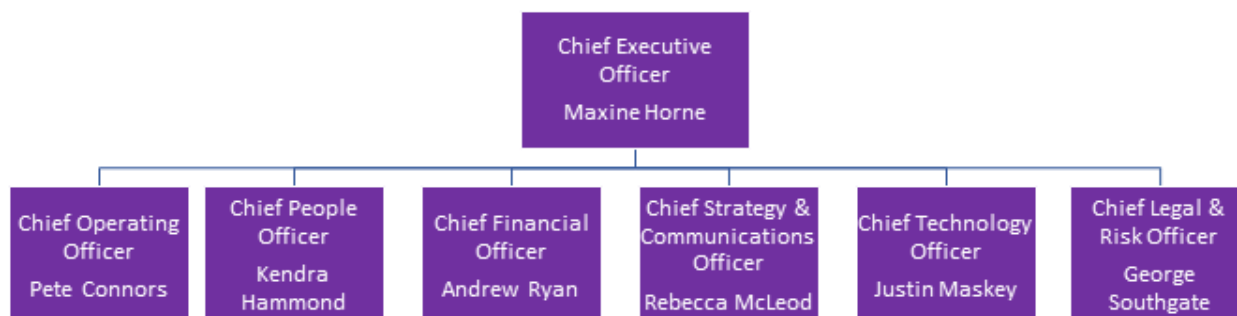 Chief Executive
Officer
Maxine Horne
Chief Operating
Officer
Pete Connors
Chief People
Officer
Kendra
Hammond
Chief Financial
Officer
Andrew Ryan
Chief Strategy &
Communications
Officer
Rebecca McLeod
Chief Technology
Officer
Justin Maskey
Chief Legal &
Risk Officer
George
Southgate